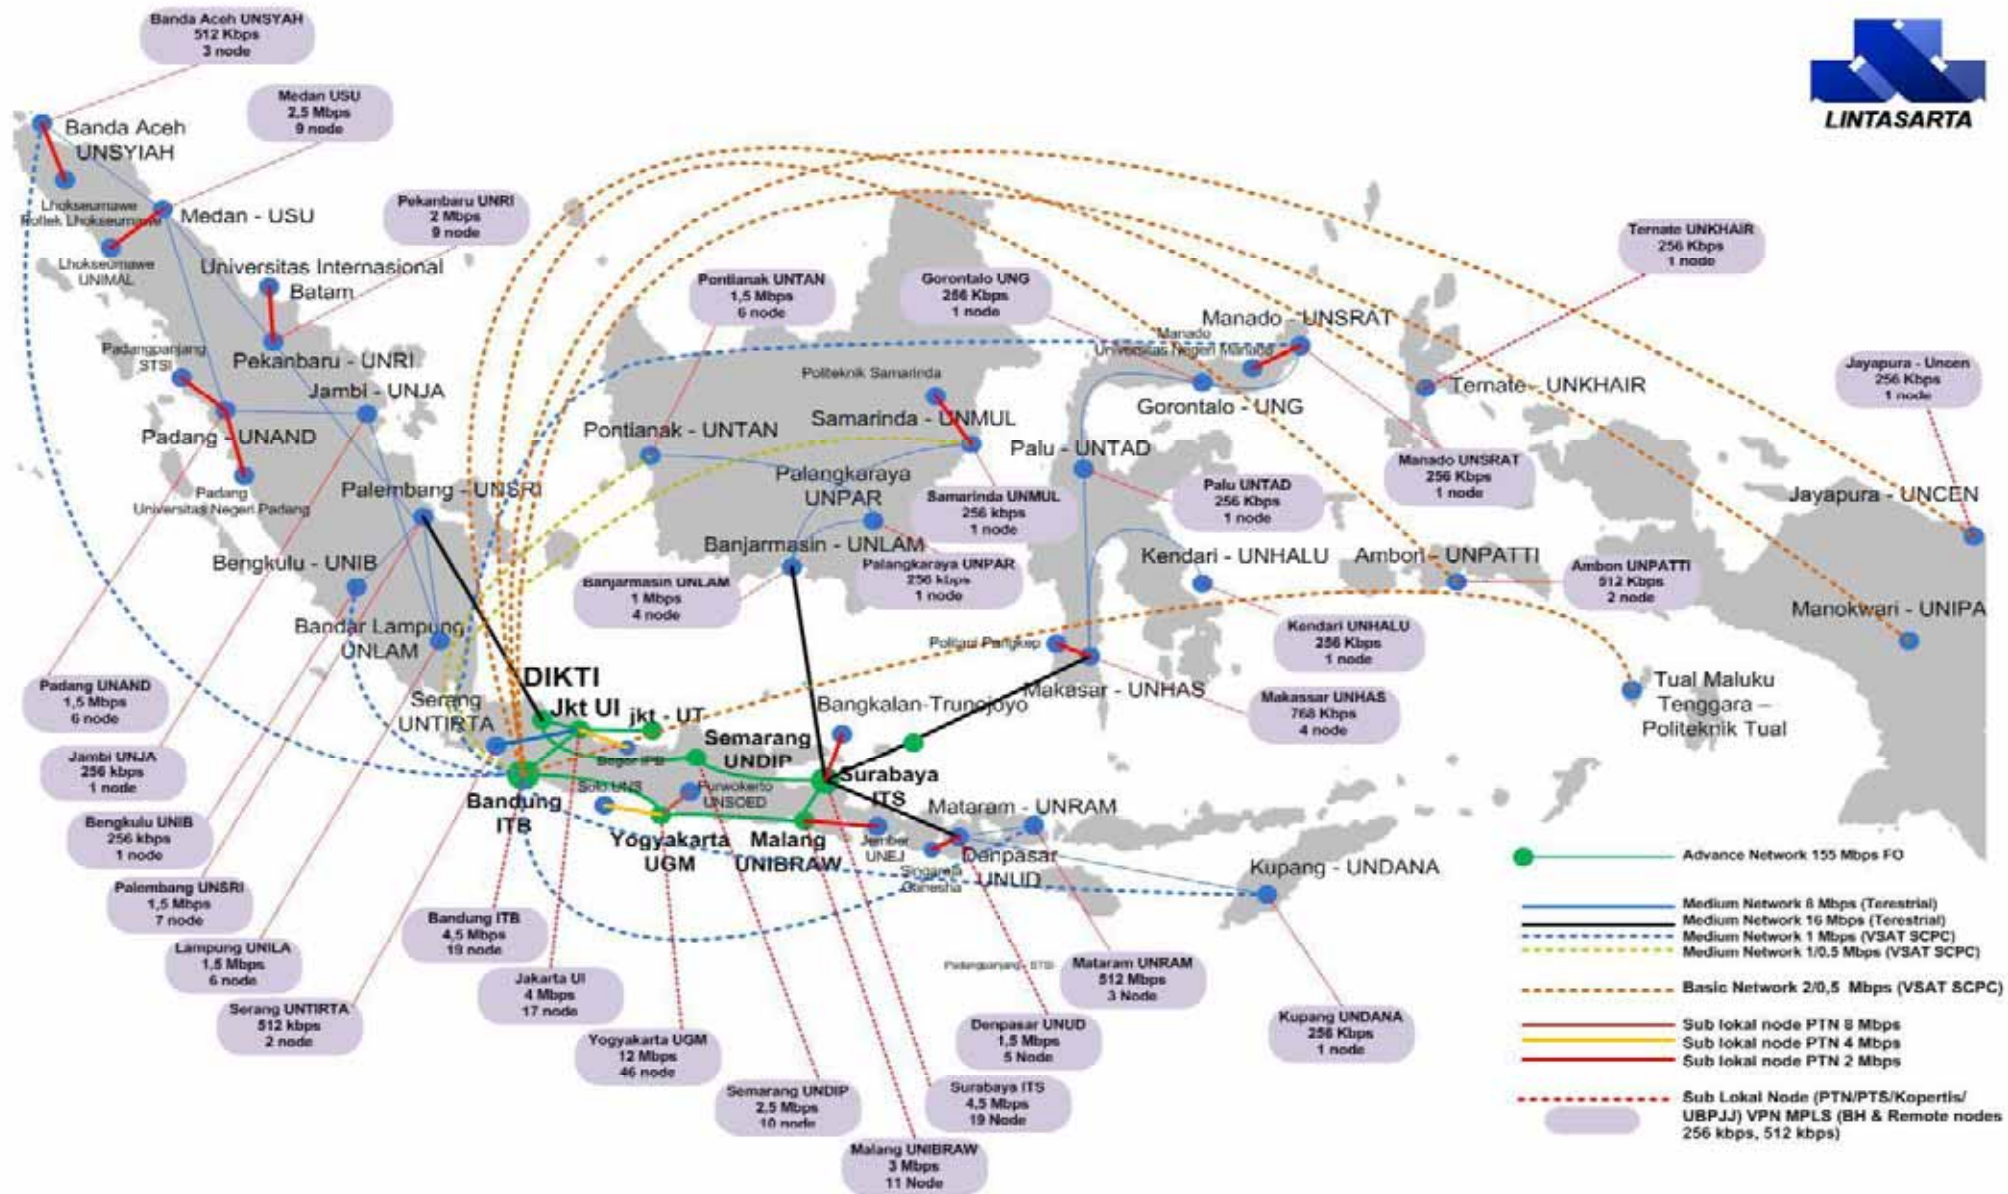 Banda Aceh UNSYAH
512 Kbps
3 node
LINTASARTA
Medan USU
2,5 Mbps
9 node
Banda Aceh
UNSYIAH
Lhokseumawe
Poltek Lhokseumawe
Medan - USU
Pekanbaru UNRI
2 Mbps
9 node
Lhokseumawe
UNIMAL
Universitas Internasional
Batam
Ternate UNKHAIR
256 Kbps
1 node
Pontianak UNTAN
1,5 Mbps
6 node
Gorontalo UNG
256 Kbps
1 node
Manado - UNSRAT
Manado
Universitas Negeri Manado
Padangpanjang
STSI
Pekanbaru - UNRI
Politeknik Samarinda
Ternate - UNKHAIR
Jayapura - Uncen
256 Kbps
1 node
Jambi - UNJA
Gorontalo - UNG
Padang - UNAND
Pontianak - UNTAN
Samarinda - UNMUL
Palu - UNTAD
Manado UNSRAT
256 Kbps
1 node
Palangkaraya
UNPAR
Padang
Universitas Negeri Padang
Palembang - UNSRI
Samarinda UNMUL
256 kbps
1 node
Palu UNTAD
256 Kbps
1 node
Jayapura - UNCEN
Bengkulu - UNIB
Banjarmasin - UNLAM
Kendari - UNHALU
Ambon - UNPATTI
Banjarmasin UNLAM
1 Mbps
4 node
Palangkaraya UNPAR
256 kbps
1 node
Ambon UNPATTI
512 Kbps
2 node
Manokwari - UNIPA
Bandar Lampung
UNLAM
Politani Pangkep
Kendari UNHALU
256 Kbps
1 node
Padang UNAND
1,5 Mbps
6 node
DIKTI
Jkt UI
jkt - UT
Serang
UNTIRTA
Bangkalan-Trunojoyo
Makasar - UNHAS
Makassar UNHAS
768 Kbps
4 node
Tual Maluku
Tenggara –
Politeknik Tual
Jambi UNJA
256 kbps
1 node
Semarang
UNDIP
Bogor IPB
Surabaya
ITS
Bandung
ITB
Solo UNS
Purwokerto
UNSOED
Mataram - UNRAM
Bengkulu UNIB
256 kbps
1 node
Yogyakarta
UGM
Malang
UNIBRAW
Jember
UNEJ
Singaraja
Ganesha
Denpasar
UNUD
Kupang - UNDANA
Palembang UNSRI
1,5 Mbps
7 node
Bandung ITB
4,5 Mbps
19 node
Lampung UNILA
1,5 Mbps
6 node
Jakarta UI
4 Mbps
17 node
Padangpanjang - STSI
Mataram UNRAM
512 Mbps
3 Node
Serang UNTIRTA
512 kbps
2 node
Yogyakarta UGM
12 Mbps
46 node
Denpasar UNUD
1,5 Mbps
5 Node
Kupang UNDANA
256 Kbps
1 node
Semarang UNDIP
2,5 Mbps
10 node
Surabaya ITS
4,5 Mbps
19 Node
Malang UNIBRAW
3 Mbps
11 Node
Advance Network 155 Mbps FO
Medium Network 8 Mbps (Terestrial)
Medium Network 16 Mbps (Terestrial)
Medium Network 1 Mbps (VSAT SCPC)
Medium Network 1/0.5 Mbps (VSAT SCPC)
Basic Network 2/0,5 Mbps (VSAT SCPC)
Sub lokal node PTN 8 Mbps
Sub lokal node PTN 4 Mbps
Sub lokal node PTN 2 Mbps
Sub Lokal Node (PTN/PTS/Kopertis/
UBPJJ) VPN MPLS (BH & Remote nodes
256 kbps, 512 kbps)